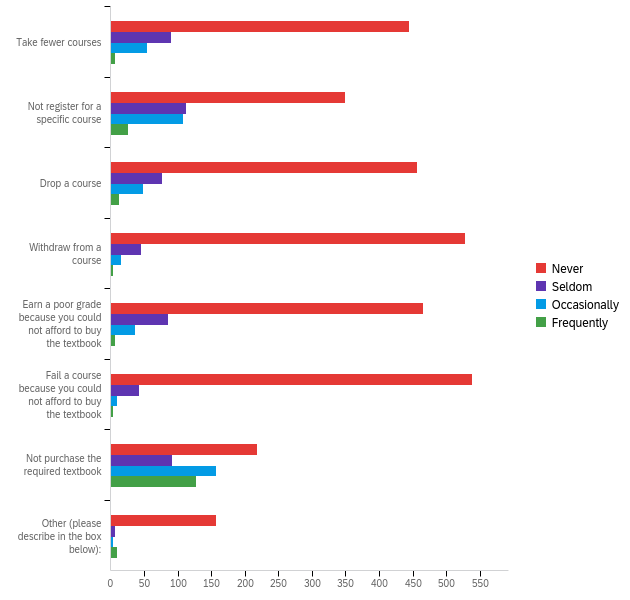 Take fewer courses
Not register for a
specific course
Drop a course
Withdraw from a
course
Earn a poor grade
because you could
not afford to buy
the textbook
Fail a course
because you could
not afford to buy
the textbook
Not purchase the
required textbook
Other (please
describe in the box
below):
0 50 100 150 200 250 300 350 400 450 500 550
Never
Seldom
Occasionally
Frequently